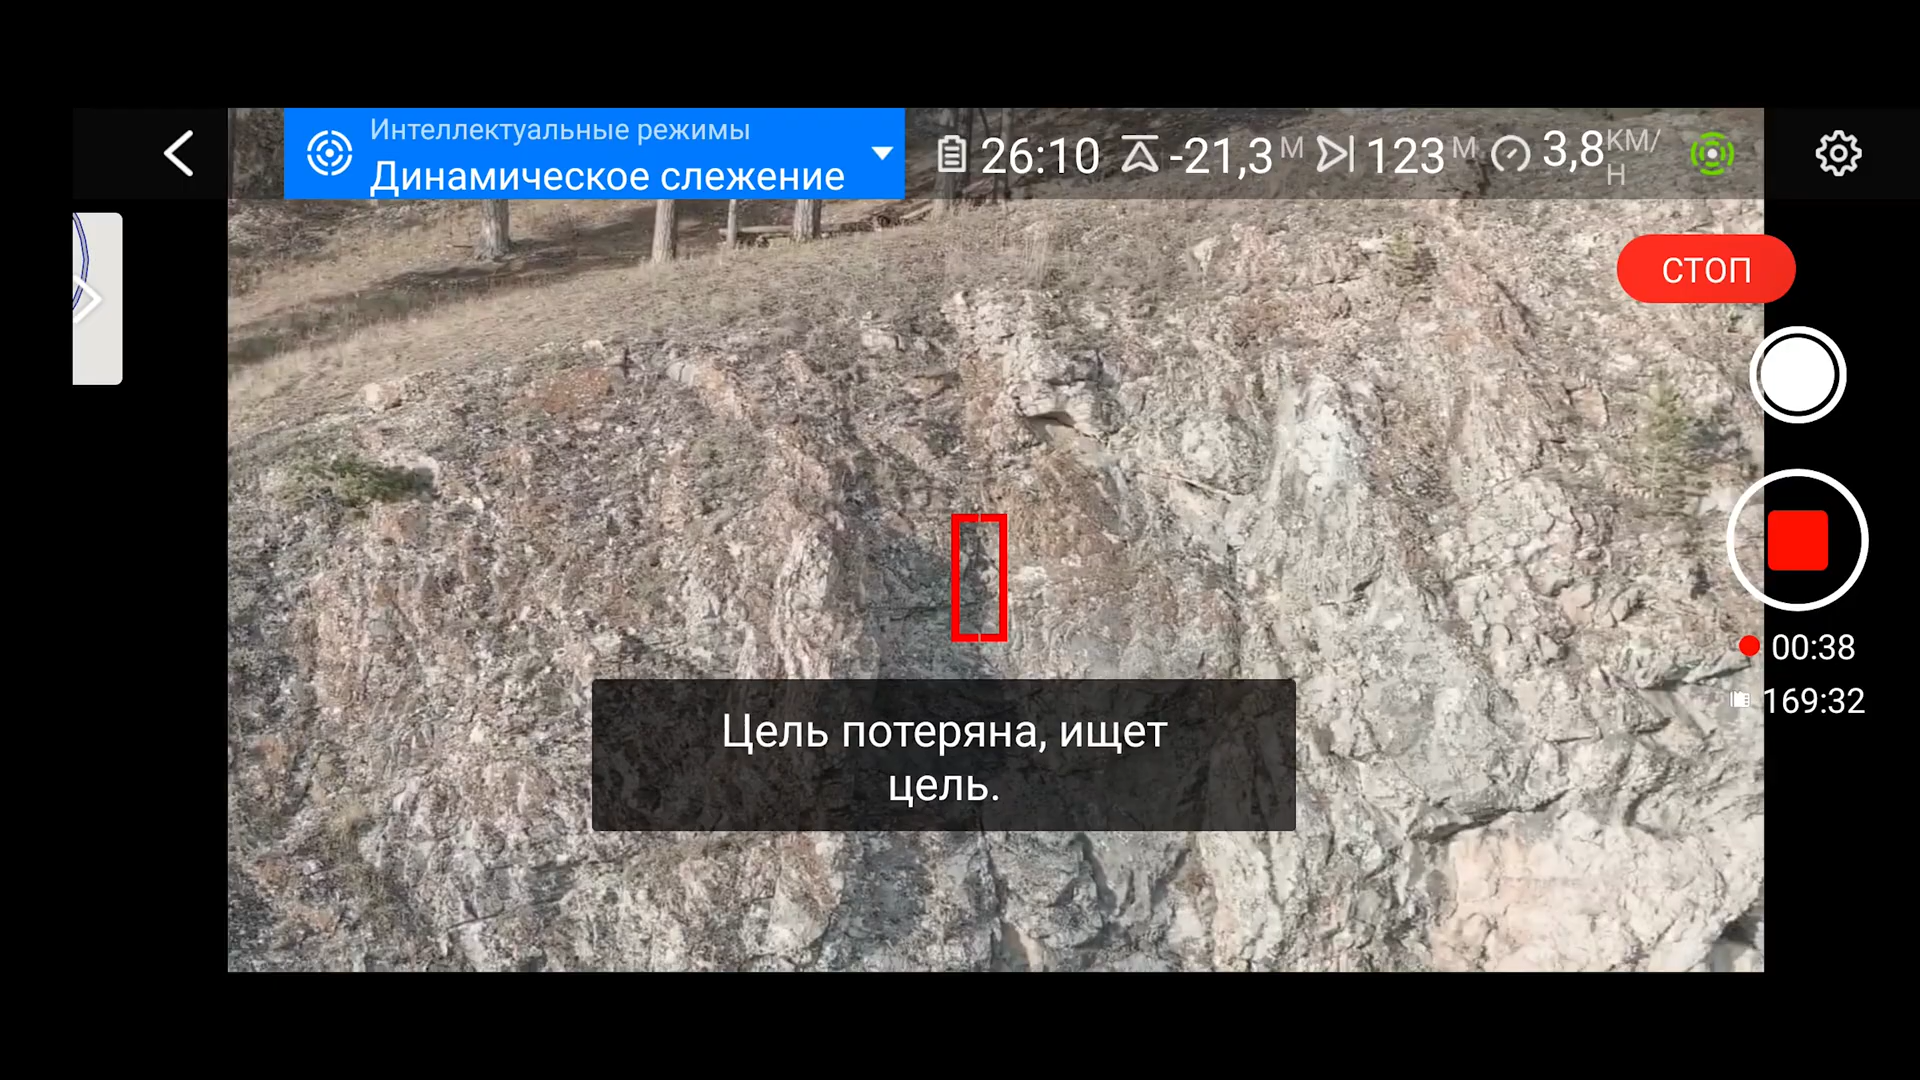 Интеллектуальные режимы
Динамическое слежение
26:10 -21,3 M 123 M 3,8 KM/H
СТОП
00:38
169:32
Цель потеряна, ищет
цель.